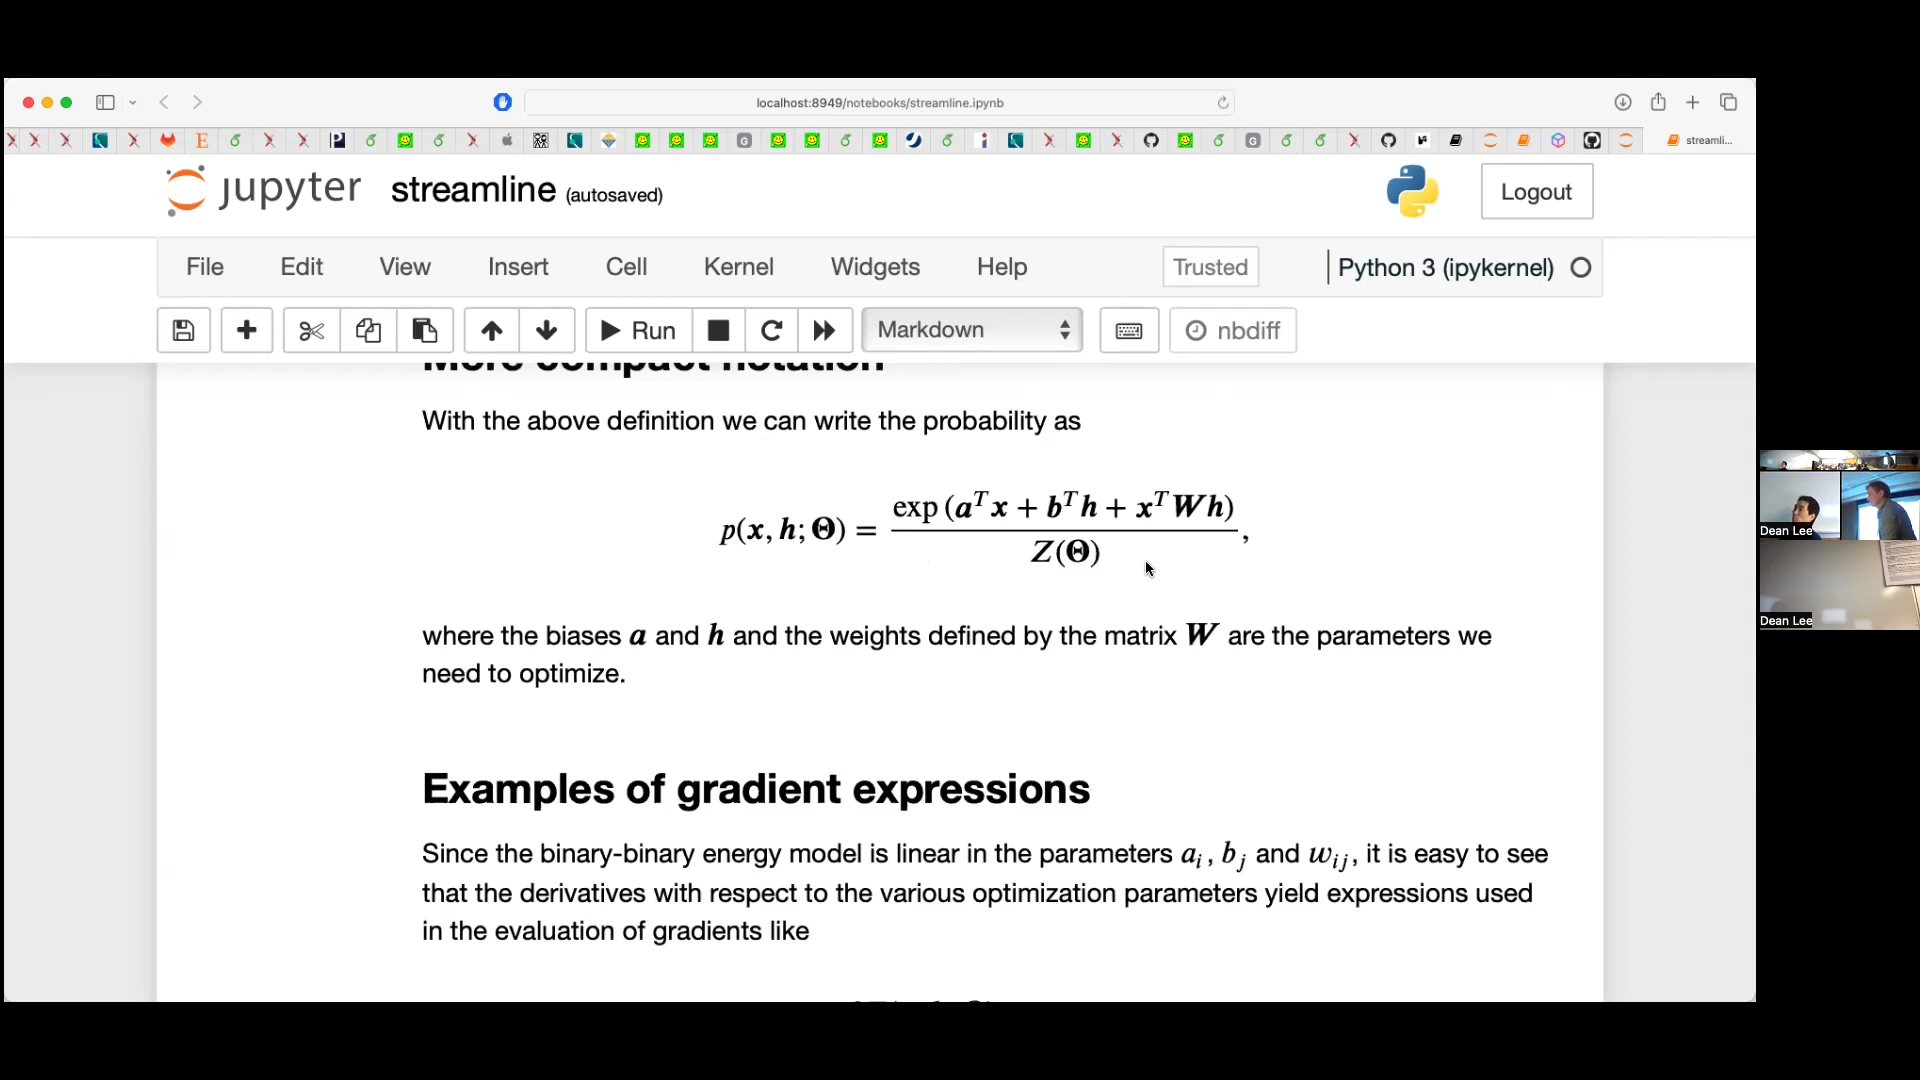 localhost:8949/notebooks/streamline.ipynb
streamli...
jupyter streamline (autosaved)
Logout
File Edit View Insert Cell Kernel Widgets Help Trusted Python 3 (ipykernel)
Run Markdown nbdiff
More compact notation
With the above definition we can write the probability as
p(x, h; Θ) = exp (a^T x + b^T h + x^T W h) / Z(Θ),
where the biases a and h and the weights defined by the matrix W are the parameters we
need to optimize.
Examples of gradient expressions
Since the binary-binary energy model is linear in the parameters a_i, b_j and w_ij, it is easy to see
that the derivatives with respect to the various optimization parameters yield expressions used
in the evaluation of gradients like
Dean Lee
Dean Lee